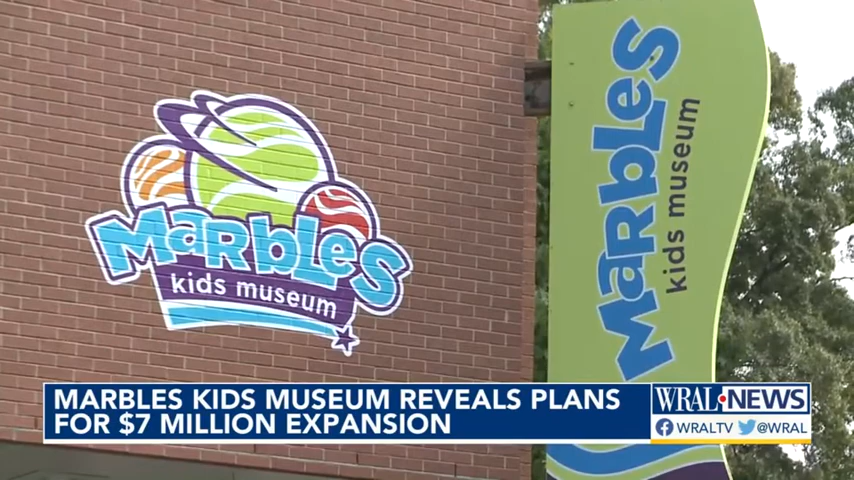 Marbles
kids museum
Marbles
kids museum
MARBLES KIDS MUSEUM REVEALS PLANS
FOR $7 MILLION EXPANSION
WRAL NEWS
WRALTV @WRAL